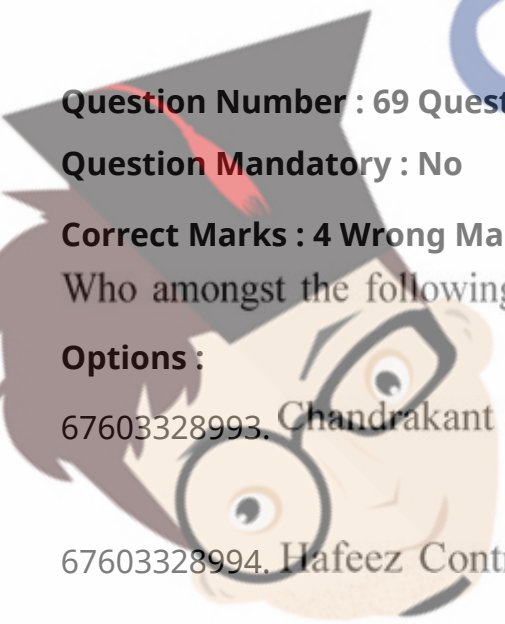 Question Number : 69 Quest
Question Mandatory : No
Correct Marks : 4 Wrong Ma
Who amongst the following
Options :
67603328993. Chandrakant
67603328994. Hafeez Cont